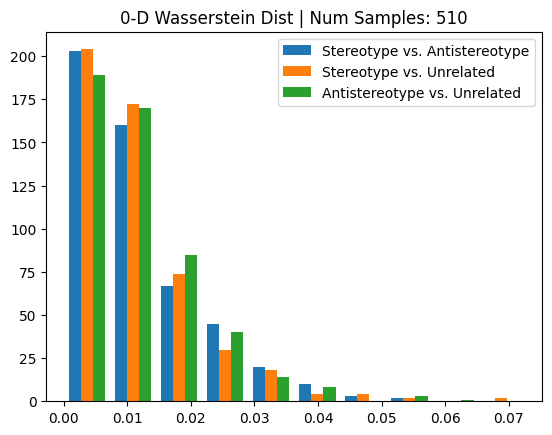 0-D Wasserstein Dist | Num Samples: 510
Stereotype vs. Antistereotype
Stereotype vs. Unrelated
Antistereotype vs. Unrelated
200
175
150
125
100
75
50
25
0
0.00 0.01 0.02 0.03 0.04 0.05 0.06 0.07